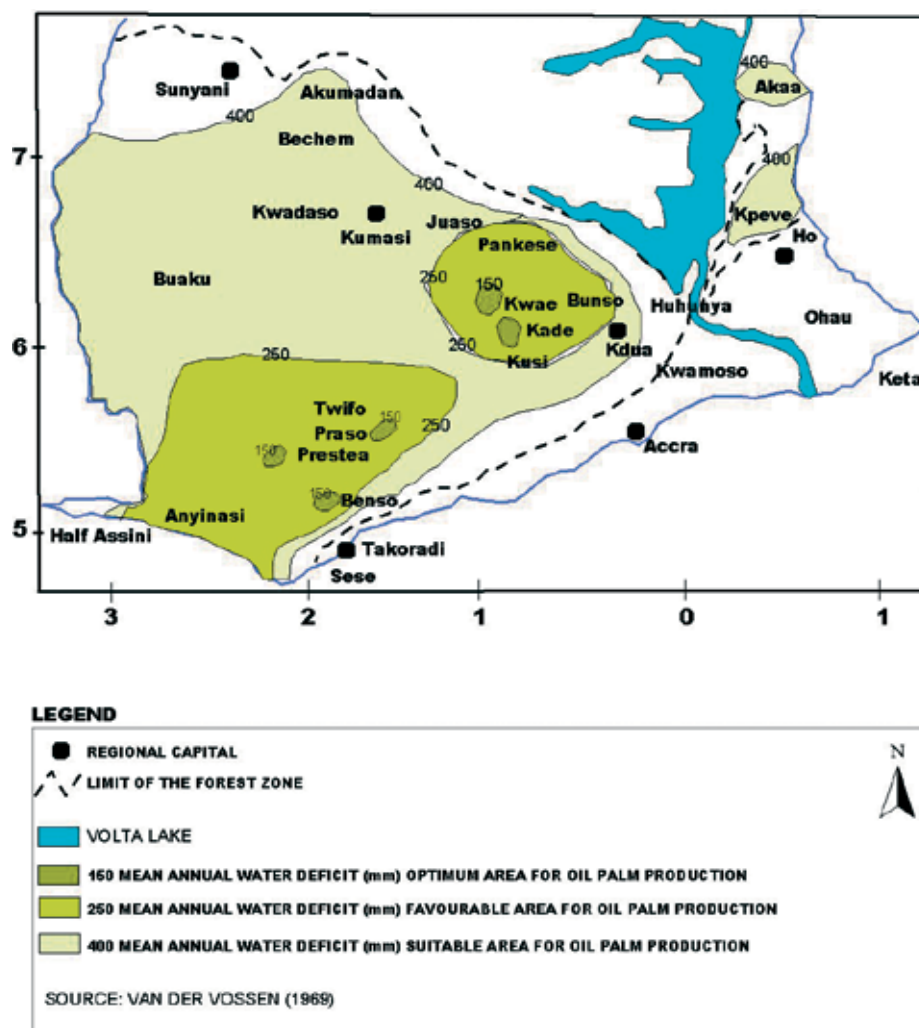 400
Akaa
Sunyani
Akumadan
400
Bechem
7
400
400
Kwadaso
Kumasi
Juaso
Kpeve
Pankese
Ho
Buaku
250
150
Kwae
Bunso
Huhunya
Ohau
Kade
6
250
250
Kusi
Kdua
Kwamoso
Keta
Twifo
150
250
Praso
150
Prestea
Accra
150
Benso
Anyinasi
5
Half Assini
Takoradi
Sese
3 2 1 0 1
LEGEND
REGIONAL CAPITAL
N
LIMIT OF THE FOREST ZONE
VOLTA LAKE
150 MEAN ANNUAL WATER DEFICIT (mm) OPTIMUM AREA FOR OIL PALM PRODUCTION
250 MEAN ANNUAL WATER DEFICIT (mm) FAVOURABLE AREA FOR OIL PALM PRODUCTION
400 MEAN ANNUAL WATER DEFICIT (mm) SUITABLE AREA FOR OIL PALM PRODUCTION
SOURCE: VAN DER VOSSEN (1969)